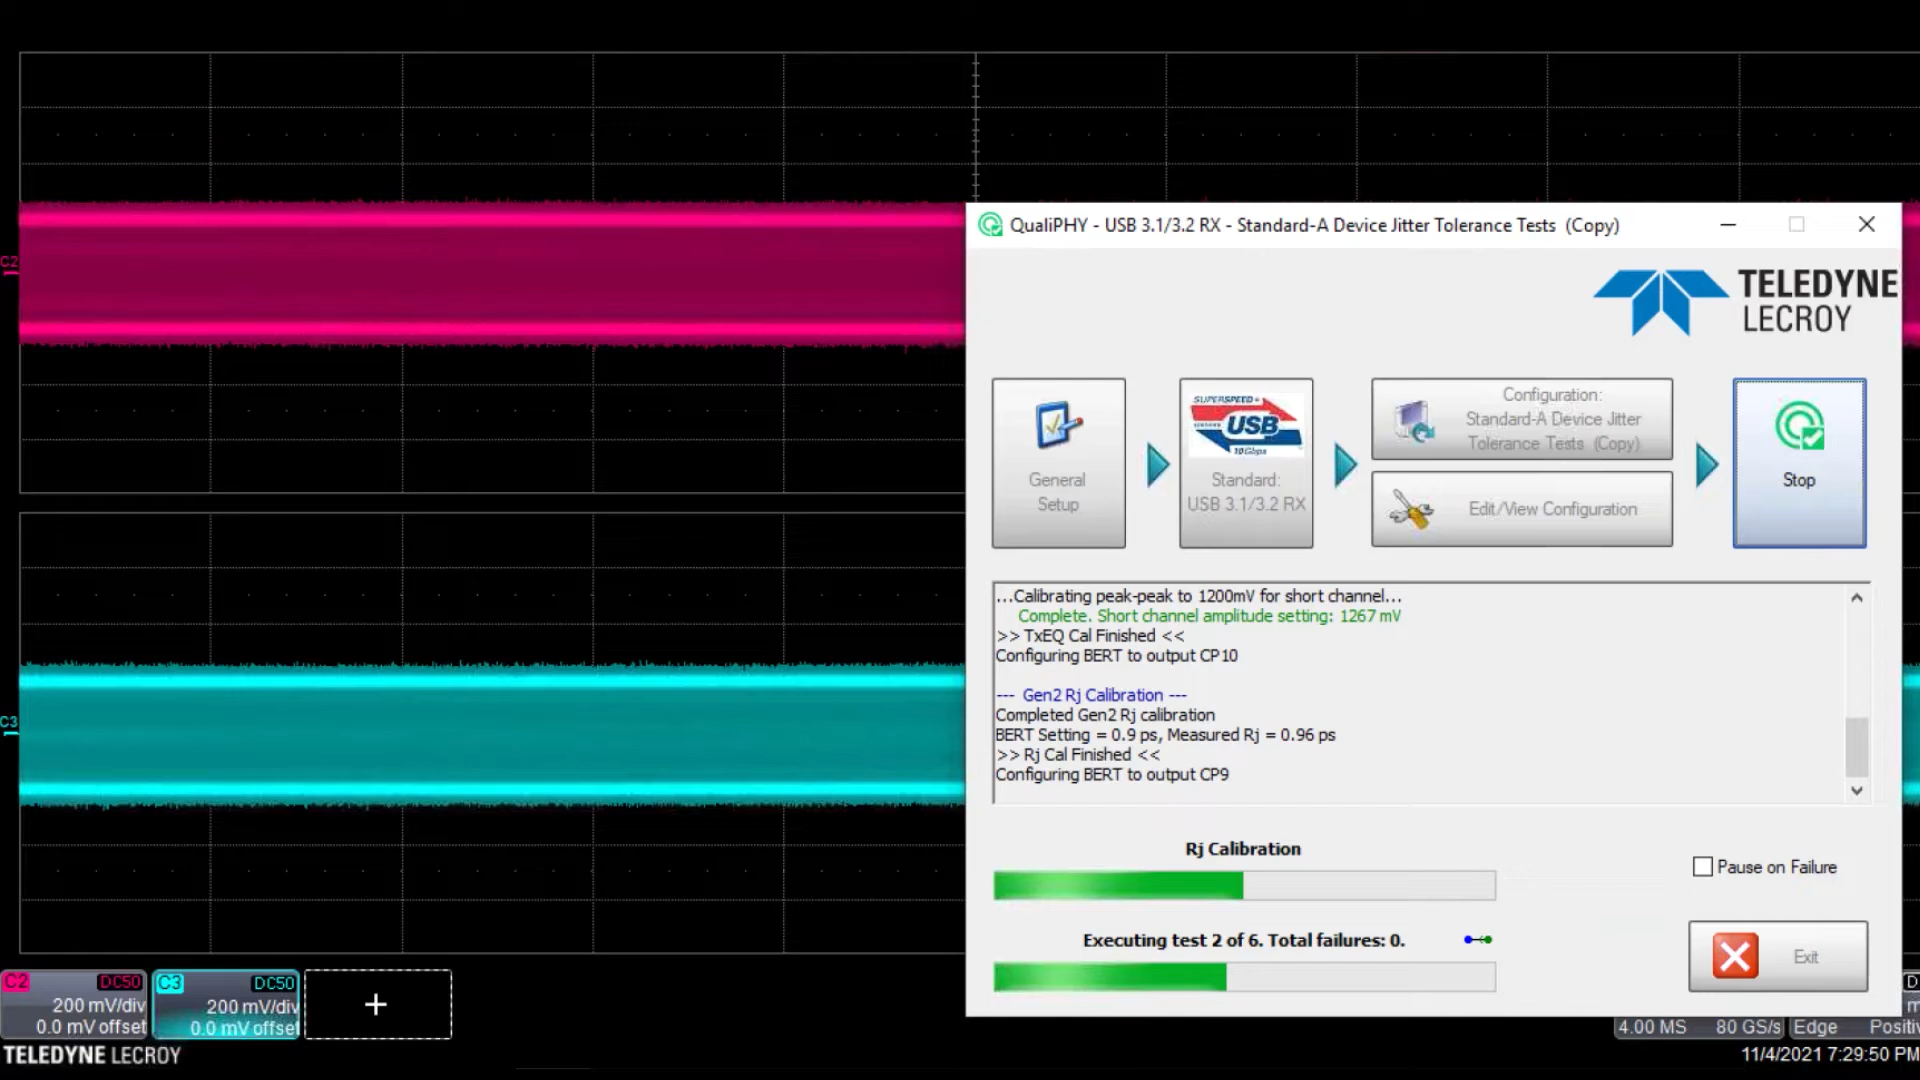 QualiPHY - USB 3.1/3.2 RX - Standard-A Device Jitter Tolerance Tests (Copy)
TELEDYNE
LECROY
C2
General
Setup
SUPERSPEED+
USB
10Gbps
Standard:
USB 3.1/3.2 RX
Configuration:
Standard-A Device Jitter
Tolerance Tests (Copy)
Edit/View Configuration
Stop
...Calibrating peak-peak to 1200mV for short channel...
Complete. Short channel amplitude setting: 1267 mV
>> TxEQ Cal Finished <<
Configuring BERT to output CP10
--- Gen2 Rj Calibration ---
Completed Gen2 Rj calibration
BERT Setting = 0.9 ps, Measured Rj = 0.96 ps
>> Rj Cal Finished <<
Configuring BERT to output CP9
C3
Rj Calibration
Pause on Failure
Executing test 2 of 6. Total failures: 0.
Exit
C2 DC50
200 mV/div
0.0 mV offset
C3 DC50
200 mV/div
0.0 mV offset
+
4.00 MS 80 GS/s
Edge
TELEDYNE LECROY
11/4/2021 7:29:50 PM